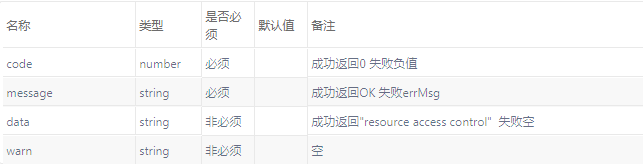 名称 类型 是否必须 默认值 备注
code number 必须 成功返回0 失败负值
message string 必须 成功返回OK 失败errMsg
data string 非必须 成功返回"resource access control" 失败空
warn string 非必须 空